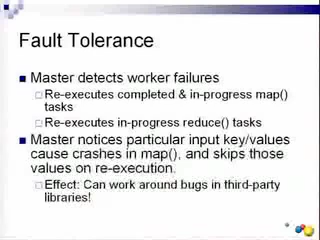 Fault Tolerance
Master detects worker failures
Re-executes completed & in-progress map()
tasks
Re-executes in-progress reduce() tasks
Master notices particular input key/values
cause crashes in map(), and skips those
values on re-execution.
Effect: Can work around bugs in third-party
libraries!